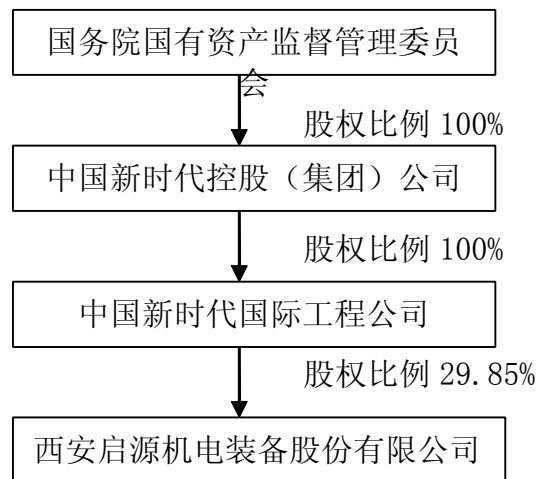 国务院国有资产监督管理委员
会
股权比例 100%
中国新时代控股（集团）公司
股权比例 100%
中国新时代国际工程公司
股权比例 29.85%
西安启源机电装备股份有限公司